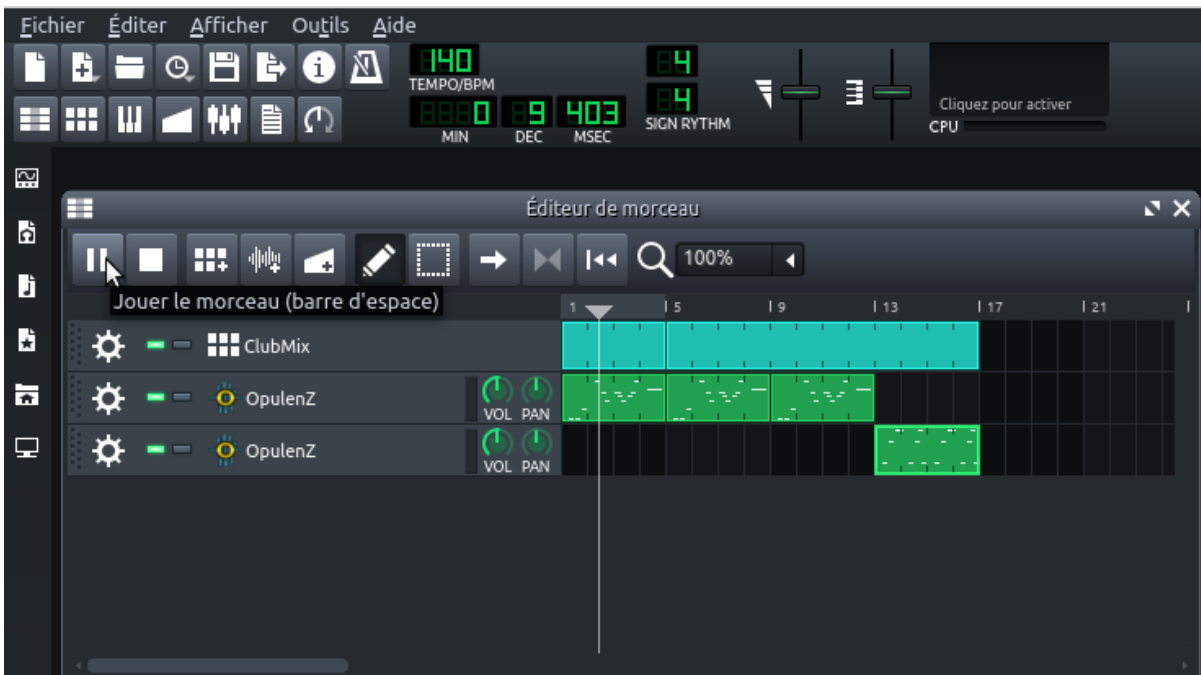 Fichier Éditer Afficher Outils Aide
140
TEMPO/BPM
0 9 403
MIN DEC MSEC
4
4
SIGN RYTHM
Cliquez pour activer
CPU
Éditeur de morceau
100%
Jouer le morceau (barre d'espace)
1 5 9 13 17 21
ClubMix
OpulenZ
VOL PAN
OpulenZ
VOL PAN